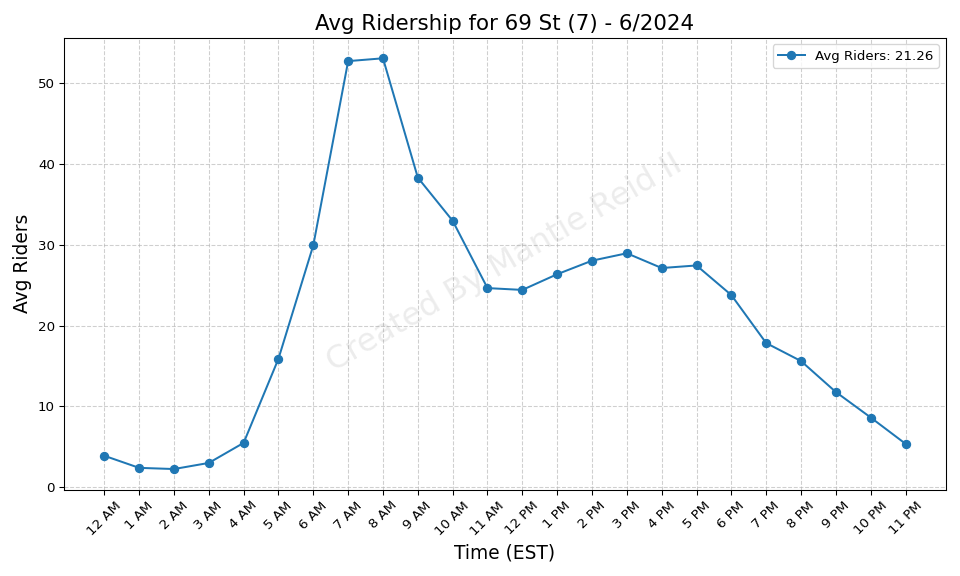 Avg Ridership for 69 St (7) - 6/2024
Avg Riders: 21.26
Avg Riders
50
40
30
20
10
0
Created By Mantie Reid II
12 AM
1 AM
2 AM
3 AM
4 AM
5 AM
6 AM
7 AM
8 AM
9 AM
10 AM
11 AM
12 PM
1 PM
2 PM
3 PM
4 PM
5 PM
6 PM
7 PM
8 PM
9 PM
10 PM
11 PM
Time (EST)